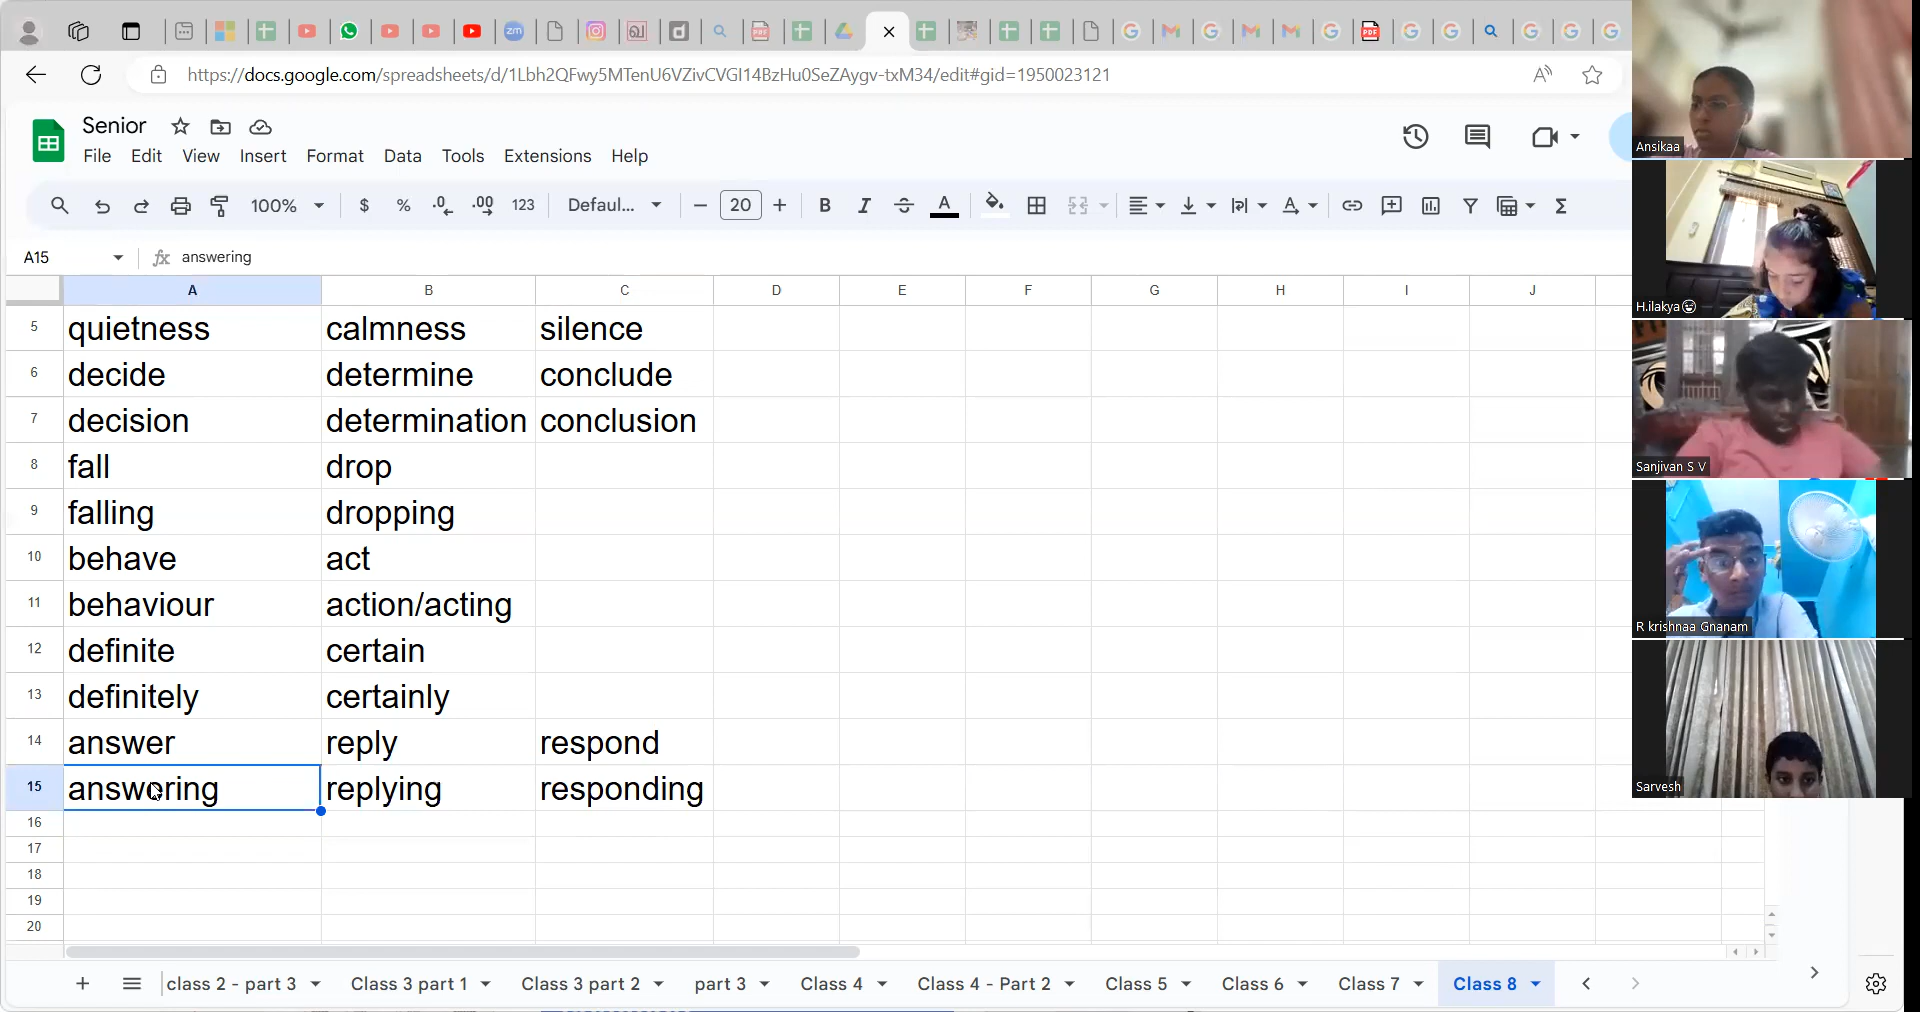 https://docs.google.com/spreadsheets/d/1Lbh2QFwy5MTenU6VZivCVGI14BzHu0SeZAygv-txM34/edit#gid=1950023121
Senior
File Edit View Insert Format Data Tools Extensions Help
100% $ % .0 .00 123 Defaul... − 20 + B I A Σ
A15 fx answering
A B C D E F G H I J
5 quietness calmness silence
6 decide determine conclude
7 decision determination conclusion
8 fall drop
9 falling dropping
10 behave act
11 behaviour action/acting
12 definite certain
13 definitely certainly
14 answer reply respond
15 answering replying responding
16
17
18
19
20
+ class 2 - part 3 Class 3 part 1 Class 3 part 2 part 3 Class 4 Class 4 - Part 2 Class 5 Class 6 Class 7 Class 8
Ansikaa
H.ilakya😀
Sanjivan S V
R krishnaa Gnanam
Sarvesh